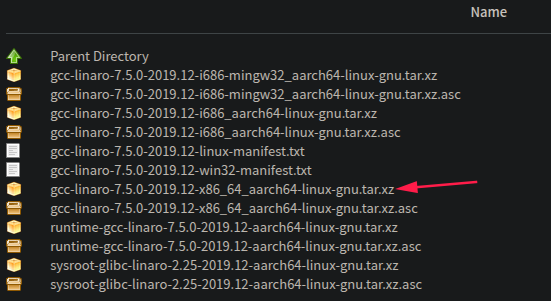 Name
Parent Directory
gcc-linaro-7.5.0-2019.12-i686-mingw32_aarch64-linux-gnu.tar.xz
gcc-linaro-7.5.0-2019.12-i686-mingw32_aarch64-linux-gnu.tar.xz.asc
gcc-linaro-7.5.0-2019.12-i686_aarch64-linux-gnu.tar.xz
gcc-linaro-7.5.0-2019.12-i686_aarch64-linux-gnu.tar.xz.asc
gcc-linaro-7.5.0-2019.12-linux-manifest.txt
gcc-linaro-7.5.0-2019.12-win32-manifest.txt
gcc-linaro-7.5.0-2019.12-x86_64_aarch64-linux-gnu.tar.xz
gcc-linaro-7.5.0-2019.12-x86_64_aarch64-linux-gnu.tar.xz.asc
runtime-gcc-linaro-7.5.0-2019.12-aarch64-linux-gnu.tar.xz
runtime-gcc-linaro-7.5.0-2019.12-aarch64-linux-gnu.tar.xz.asc
sysroot-glibc-linaro-2.25-2019.12-aarch64-linux-gnu.tar.xz
sysroot-glibc-linaro-2.25-2019.12-aarch64-linux-gnu.tar.xz.asc